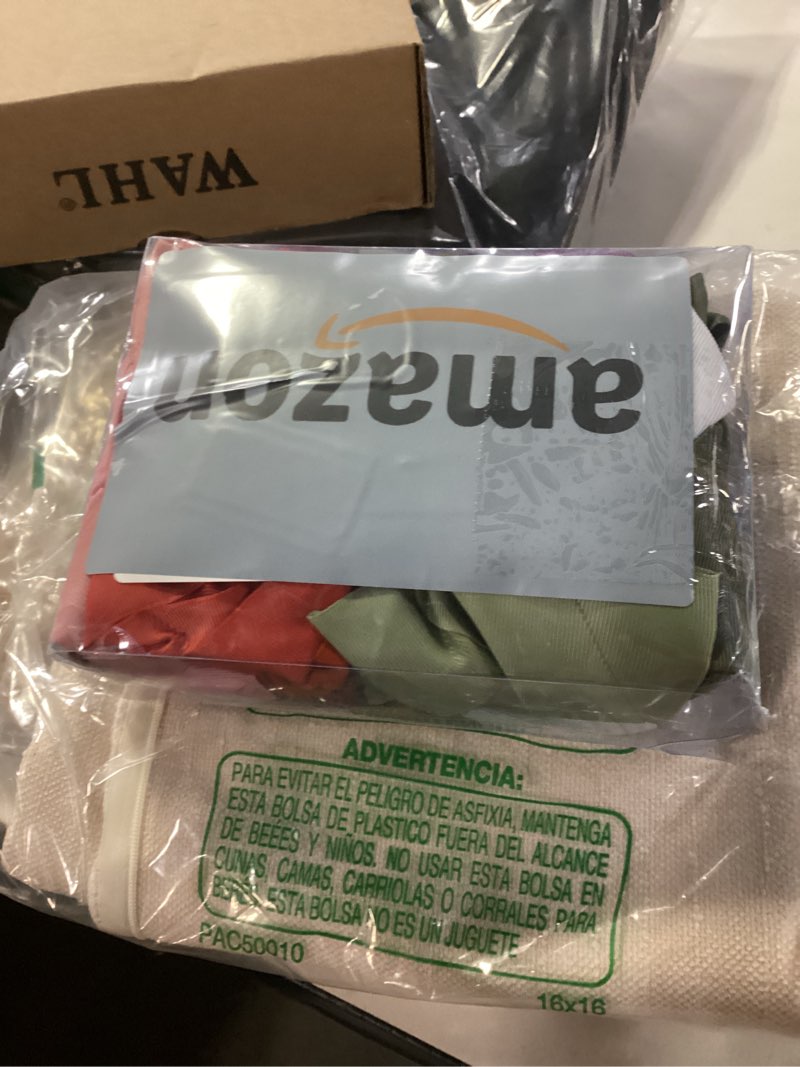 WAHL®
amazon
ADVERTENCIA:
PARA EVITAR EL PELIGRO DE ASFIXIA, MANTENGA
ESTA BOLSA DE PLASTICO FUERA DEL ALCANCE
DE BEBES Y NIÑOS. NO USAR ESTA BOLSA EN
CUNAS, CAMAS, CARRIOLAS O CORRALES PARA
BEBES. ESTA BOLSA NO ES UN JUGUETE
PAC50010
16x16